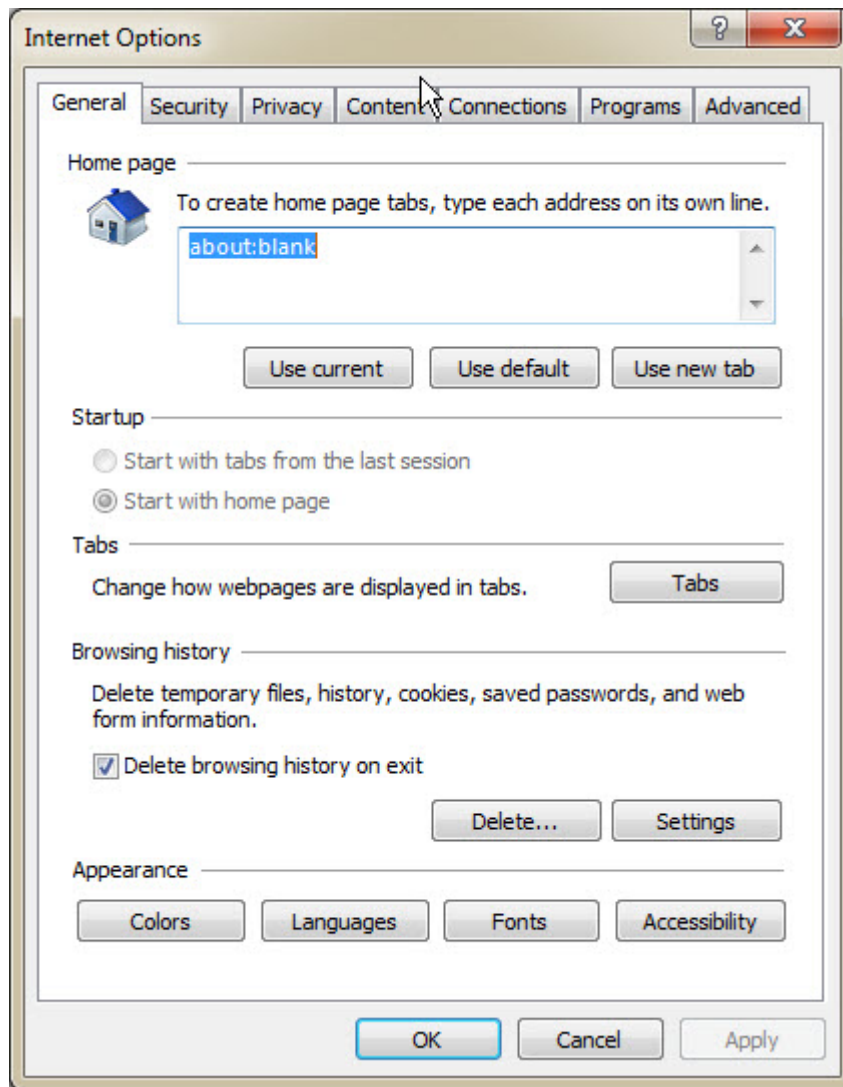 Internet Options
General Security Privacy Content Connections Programs Advanced
Home page
To create home page tabs, type each address on its own line.
about:blank
Use current Use default Use new tab
Startup
Start with tabs from the last session
Start with home page
Tabs
Change how webpages are displayed in tabs. Tabs
Browsing history
Delete temporary files, history, cookies, saved passwords, and web
form information.
Delete browsing history on exit
Delete... Settings
Appearance
Colors Languages Fonts Accessibility
OK Cancel Apply